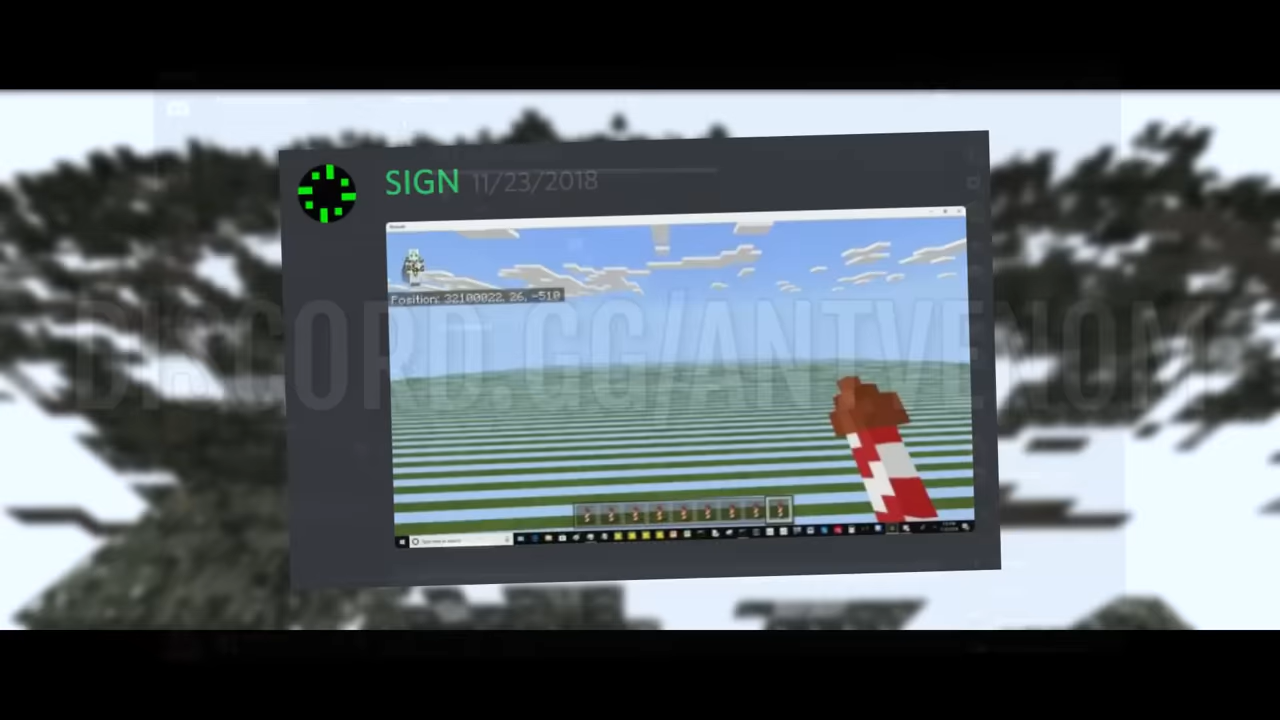 SIGN 11/23/2018
Position: 32100022, 26, -510
DISCORD.GG/ANTVENOM